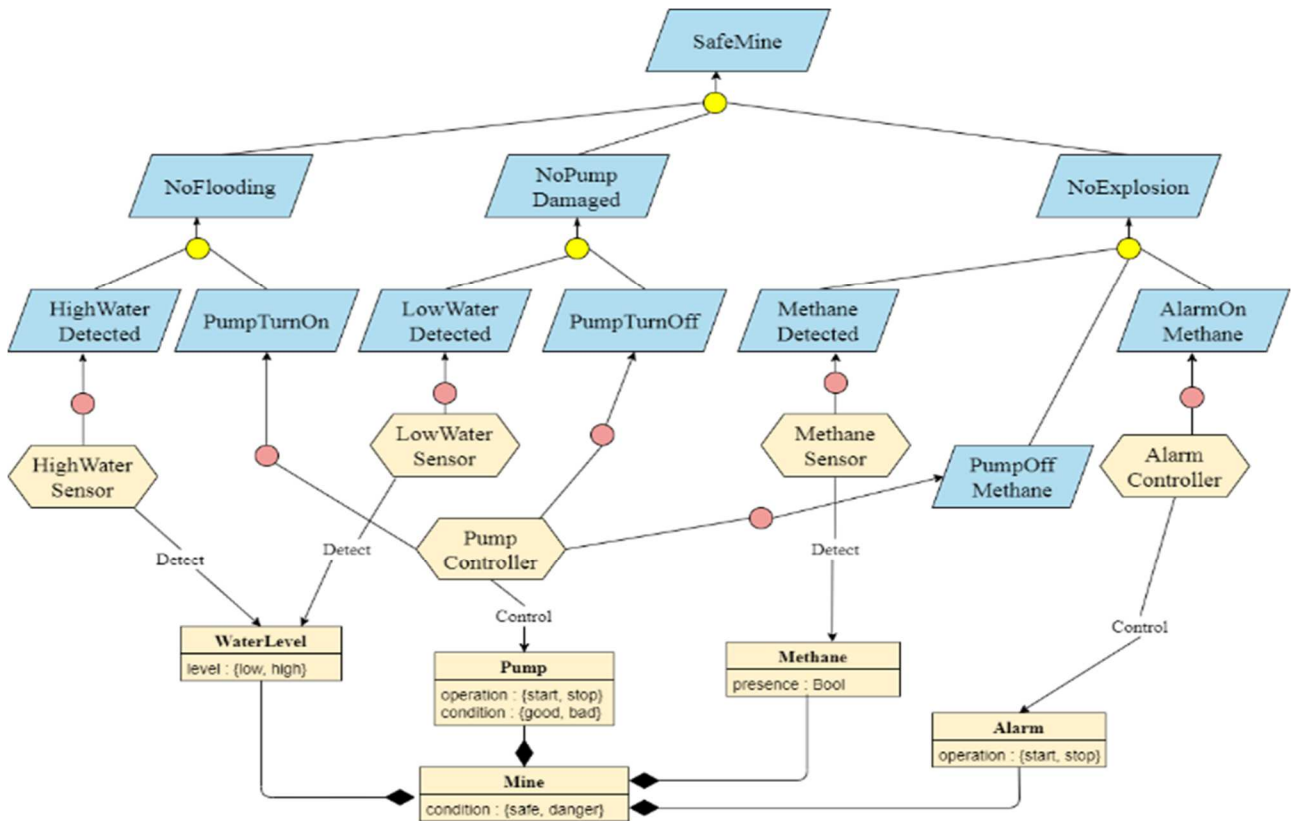 SafeMine
NoFlooding
NoPump
Damaged
NoExplosion
HighWater
Detected
PumpTurnOn
LowWater
Detected
PumpTurnOff
Methane
Detected
AlarmOn
Methane
HighWater
Sensor
LowWater
Sensor
Methane
Sensor
PumpOff
Methane
Alarm
Controller
Pump
Controller
Detect
Detect
Detect
Control
Control
WaterLevel
level : {low, high}
Pump
operation : {start, stop}
condition : {good, bad}
Methane
presence : Bool
Alarm
operation : {start, stop}
Mine
condition : {safe, danger}